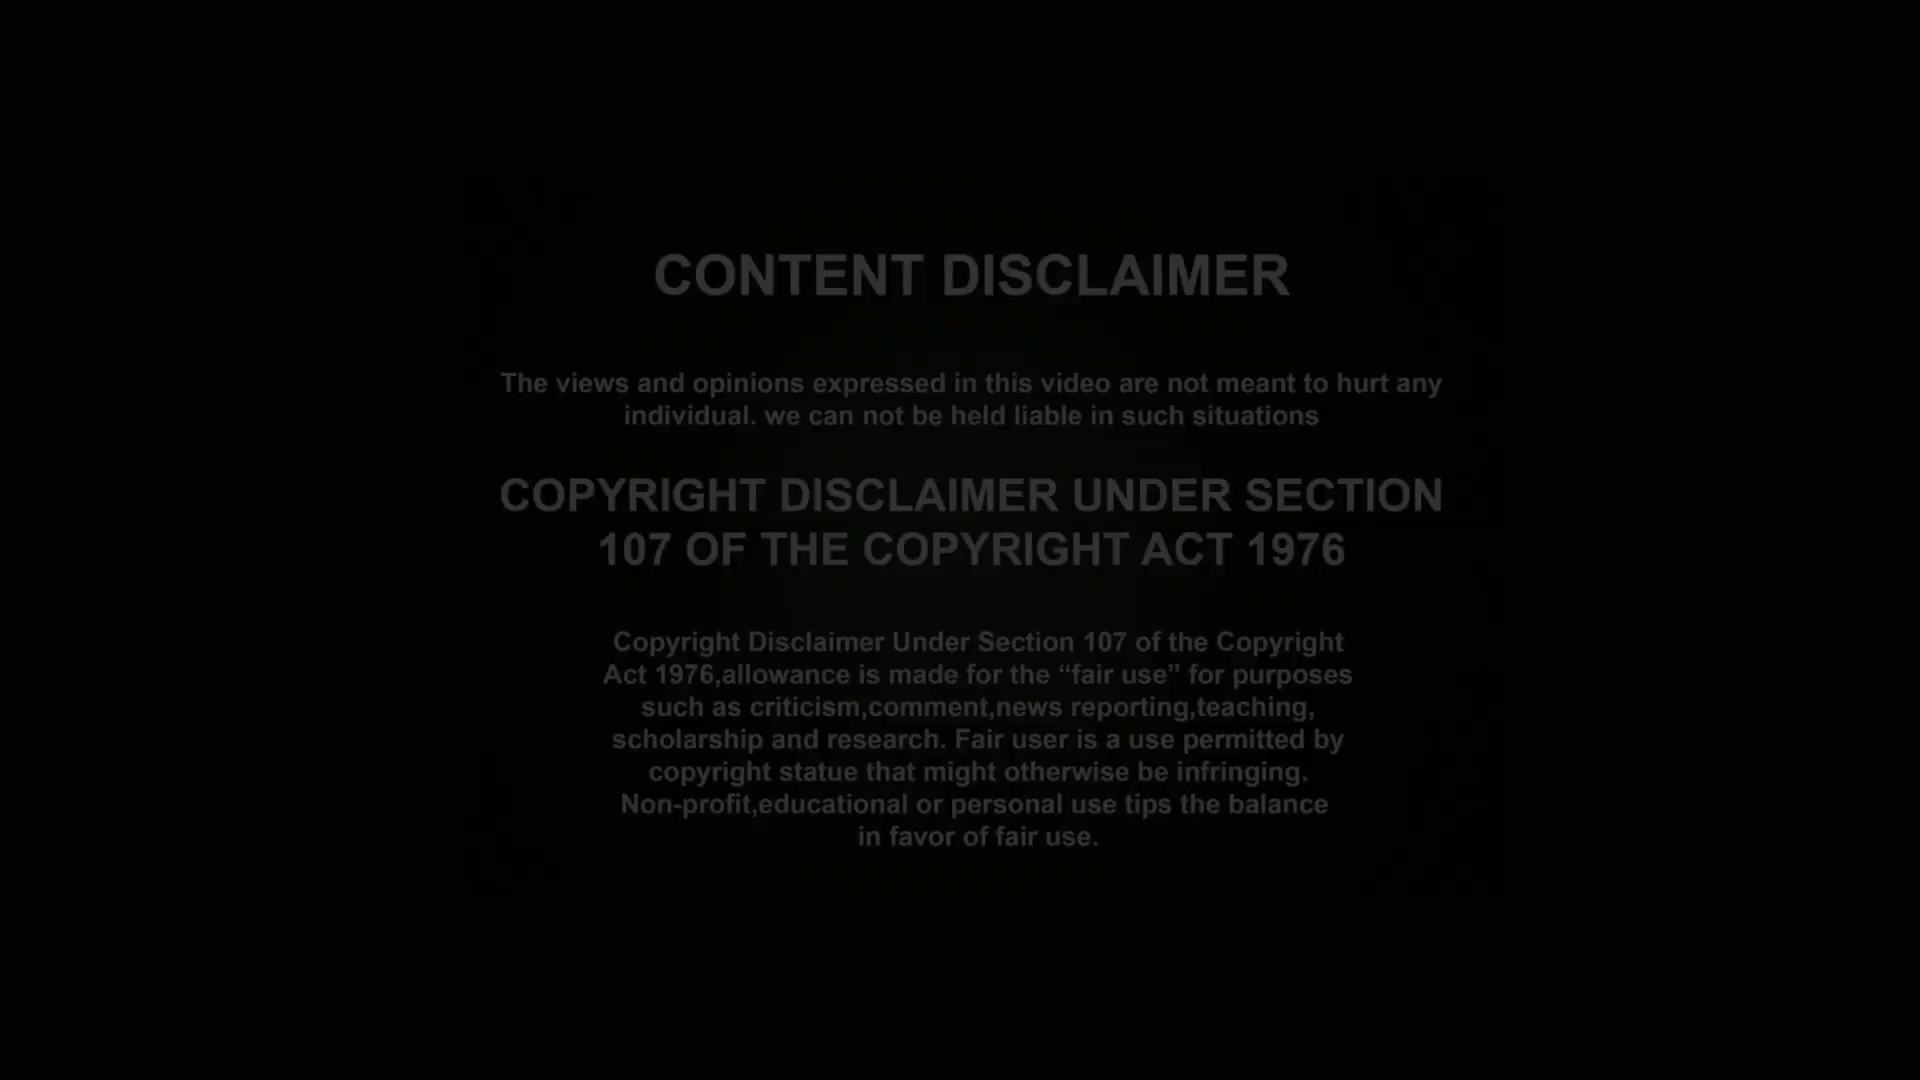 CONTENT DISCLAIMER
The views and opinions expressed in this video are not meant to hurt any
individual. we can not be held liable in such situations
COPYRIGHT DISCLAIMER UNDER SECTION
107 OF THE COPYRIGHT ACT 1976
Copyright Disclaimer Under Section 107 of the Copyright
Act 1976,allowance is made for the “fair use” for purposes
such as criticism,comment,news reporting,teaching,
scholarship and research. Fair user is a use permitted by
copyright statue that might otherwise be infringing.
Non-profit,educational or personal use tips the balance
in favor of fair use.